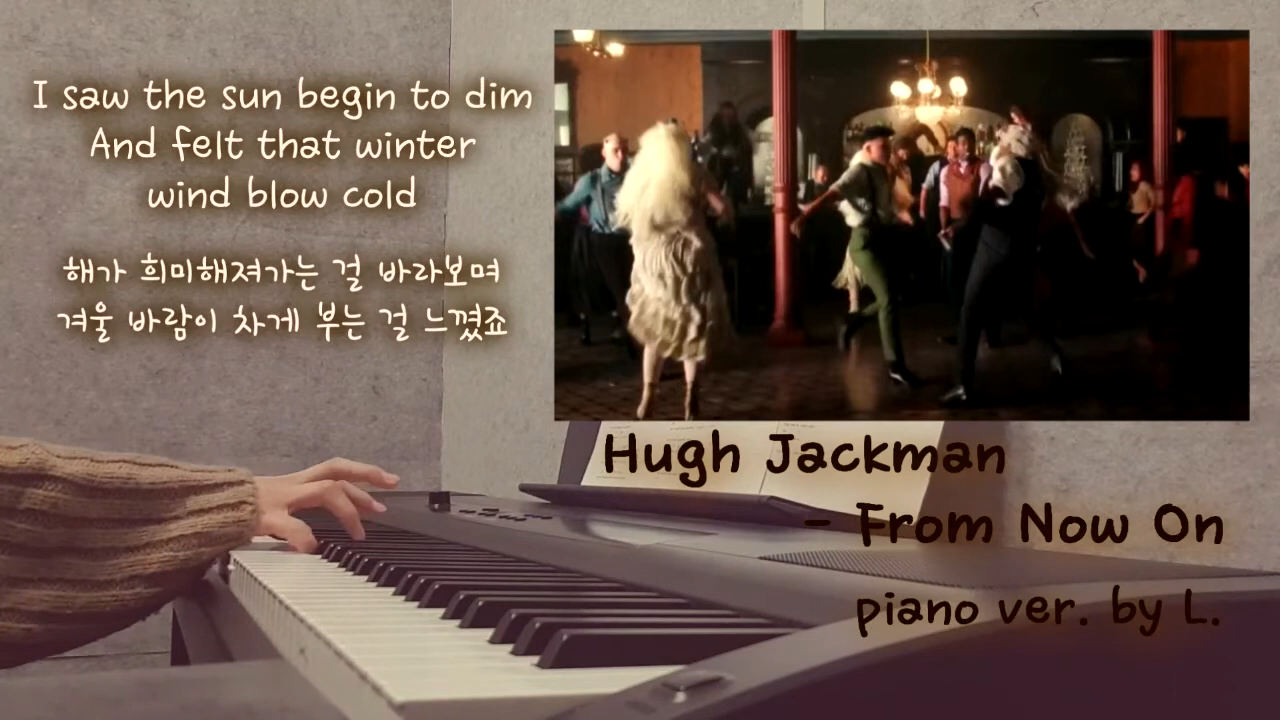 I saw the sun begin to dim
And felt that winter
wind blow cold
해가 희미해져가는 걸 바라보며
겨울 바람이 차게 부는 걸 느꼈죠
Hugh Jackman
- From Now On
piano ver. by L.